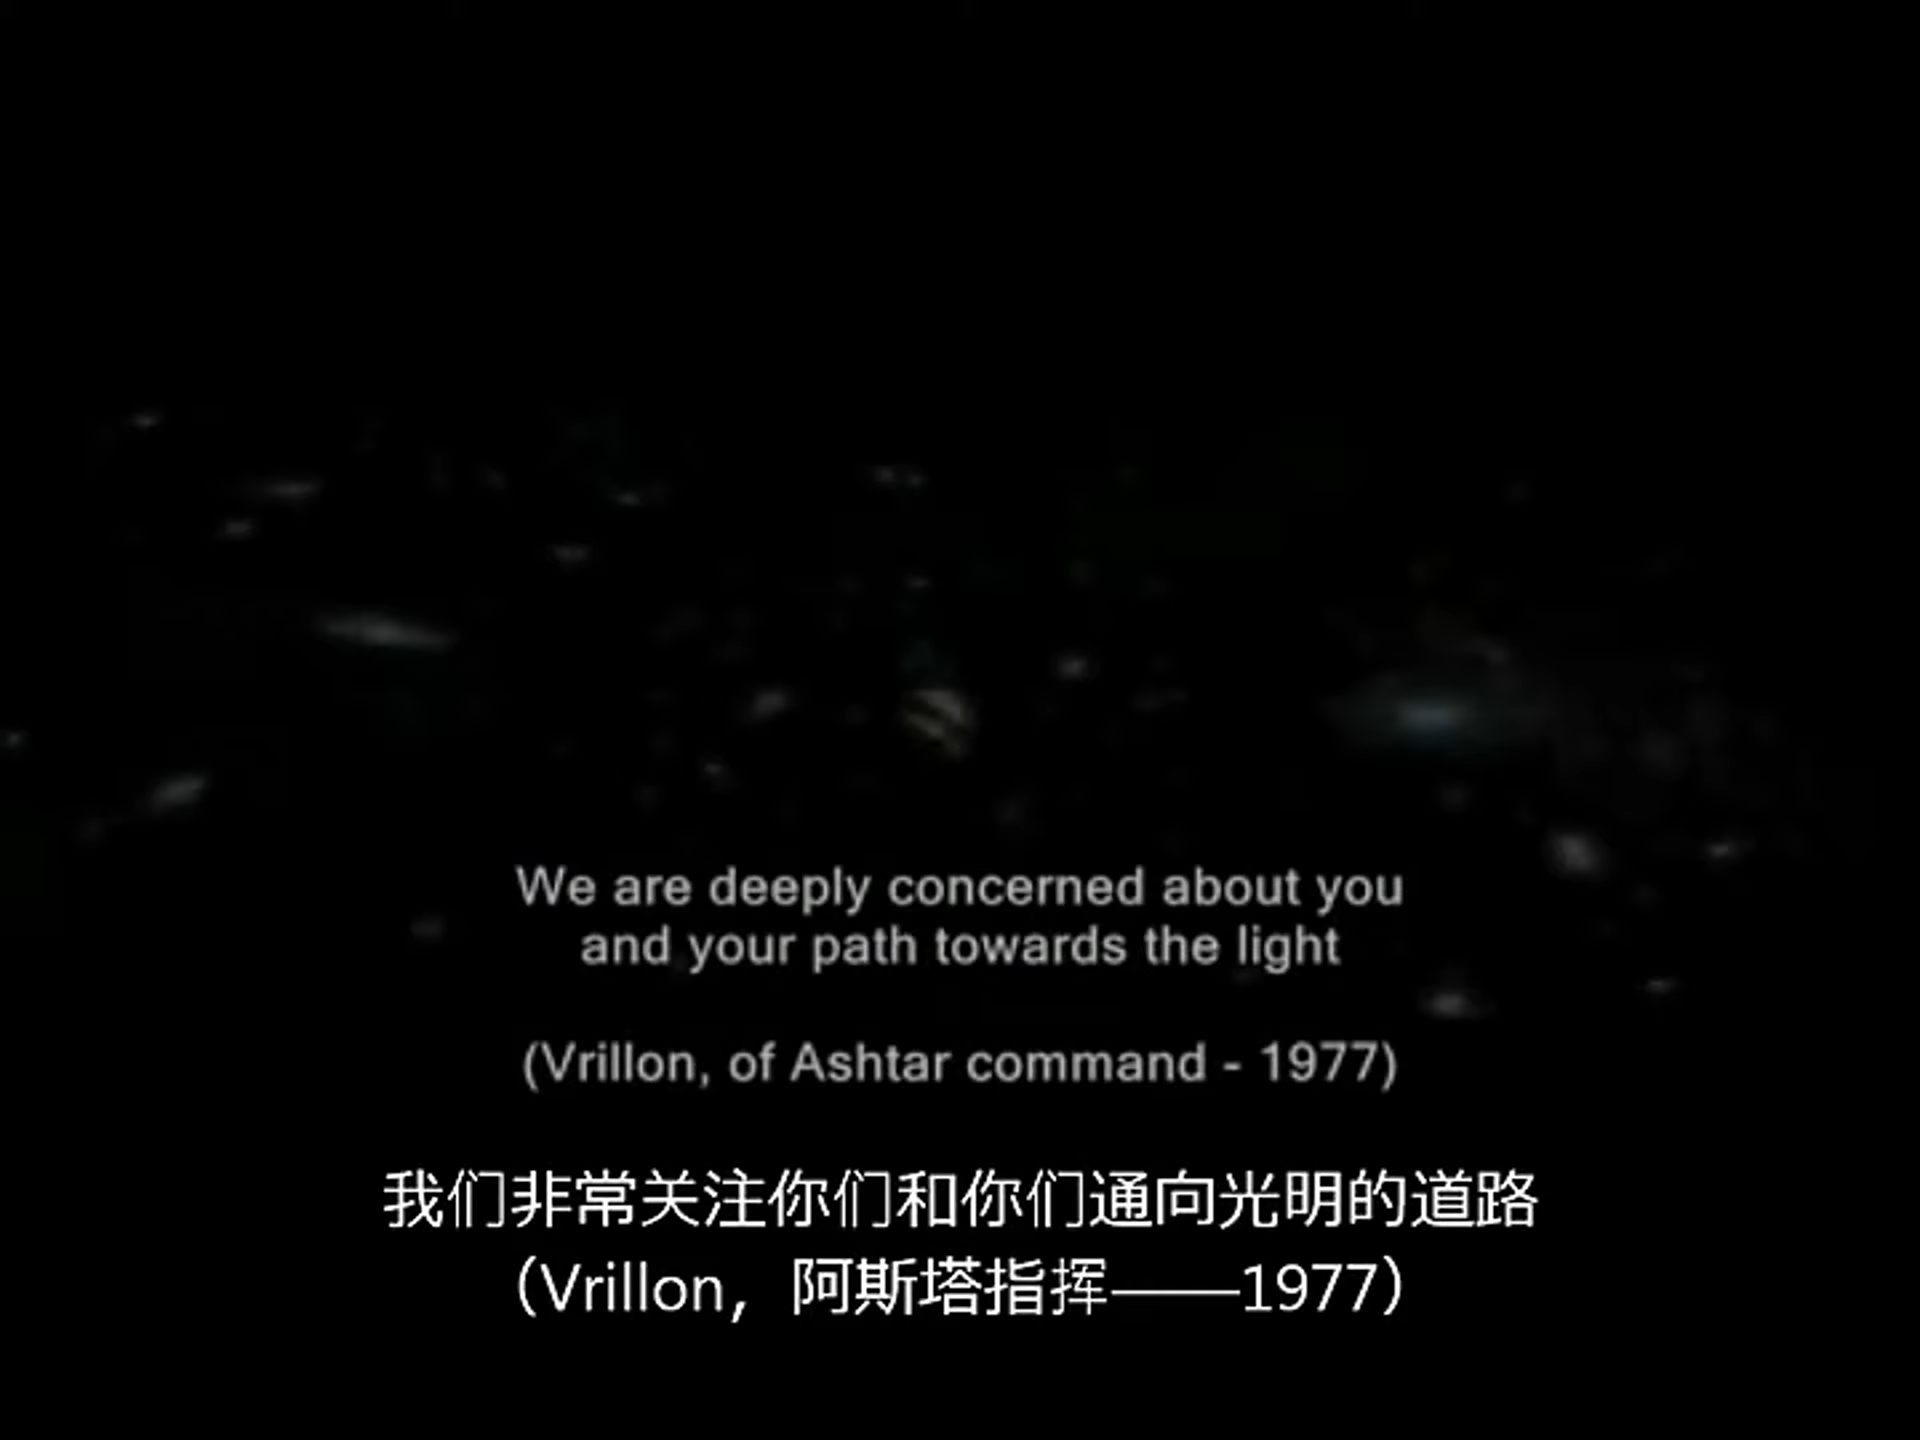 We are deeply concerned about you
and your path towards the light
(Vrillon, of Ashtar command - 1977)
我们非常关注你们和你们通向光明的道路
（Vrillon，阿斯塔指挥——1977）